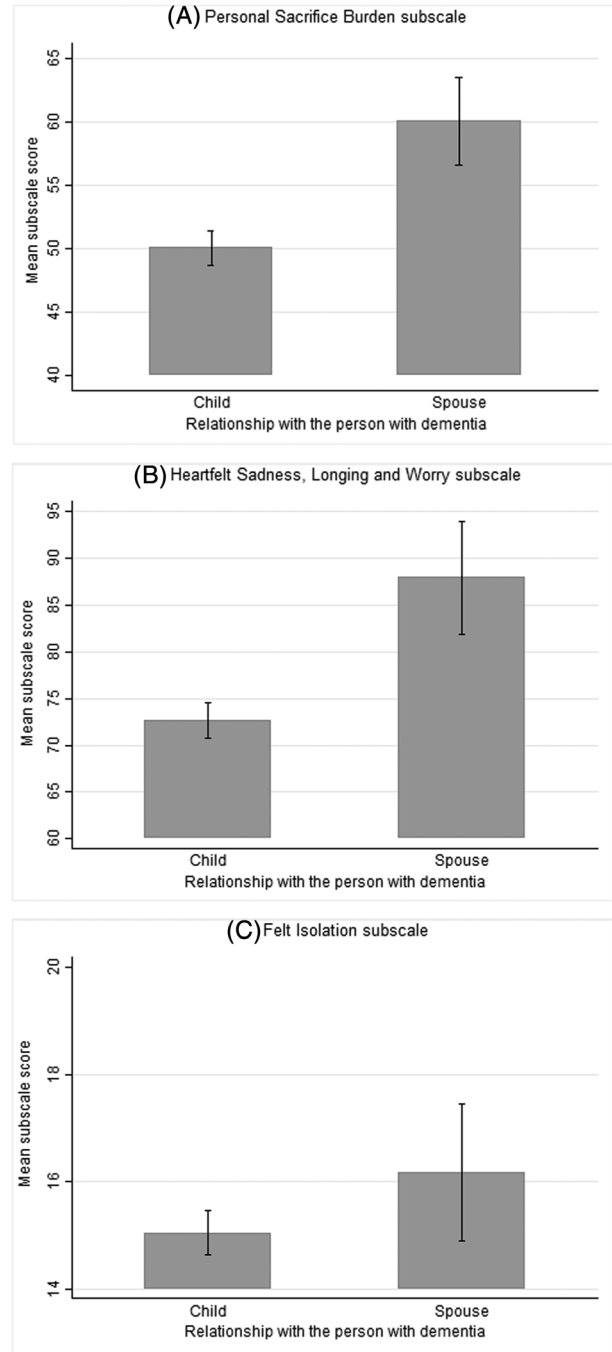 (A) Personal Sacrifice Burden subscale
Mean subscale score
65
60
55
50
45
40
Child Spouse
Relationship with the person with dementia
(B) Heartfelt Sadness, Longing and Worry subscale
Mean subscale score
95
90
85
80
75
70
65
60
Child Spouse
Relationship with the person with dementia
(C) Felt Isolation subscale
Mean subscale score
20
18
16
14
Child Spouse
Relationship with the person with dementia